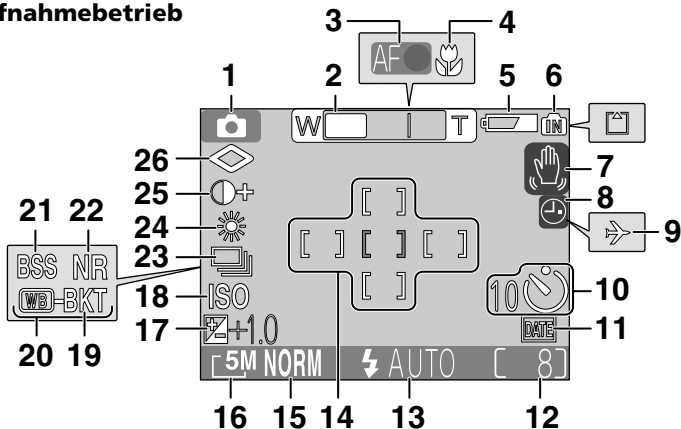 fnahmebetrieb
3 4
AF
1 2 5 6
W T IN
26 7
25 + 8
21 22 24 9
BSS NR 23
WB-BKT 18 ISO 10 10
20 19 17 +1.0 DATE 11
5M NORM AUTO [ 8]
16 15 14 13 12